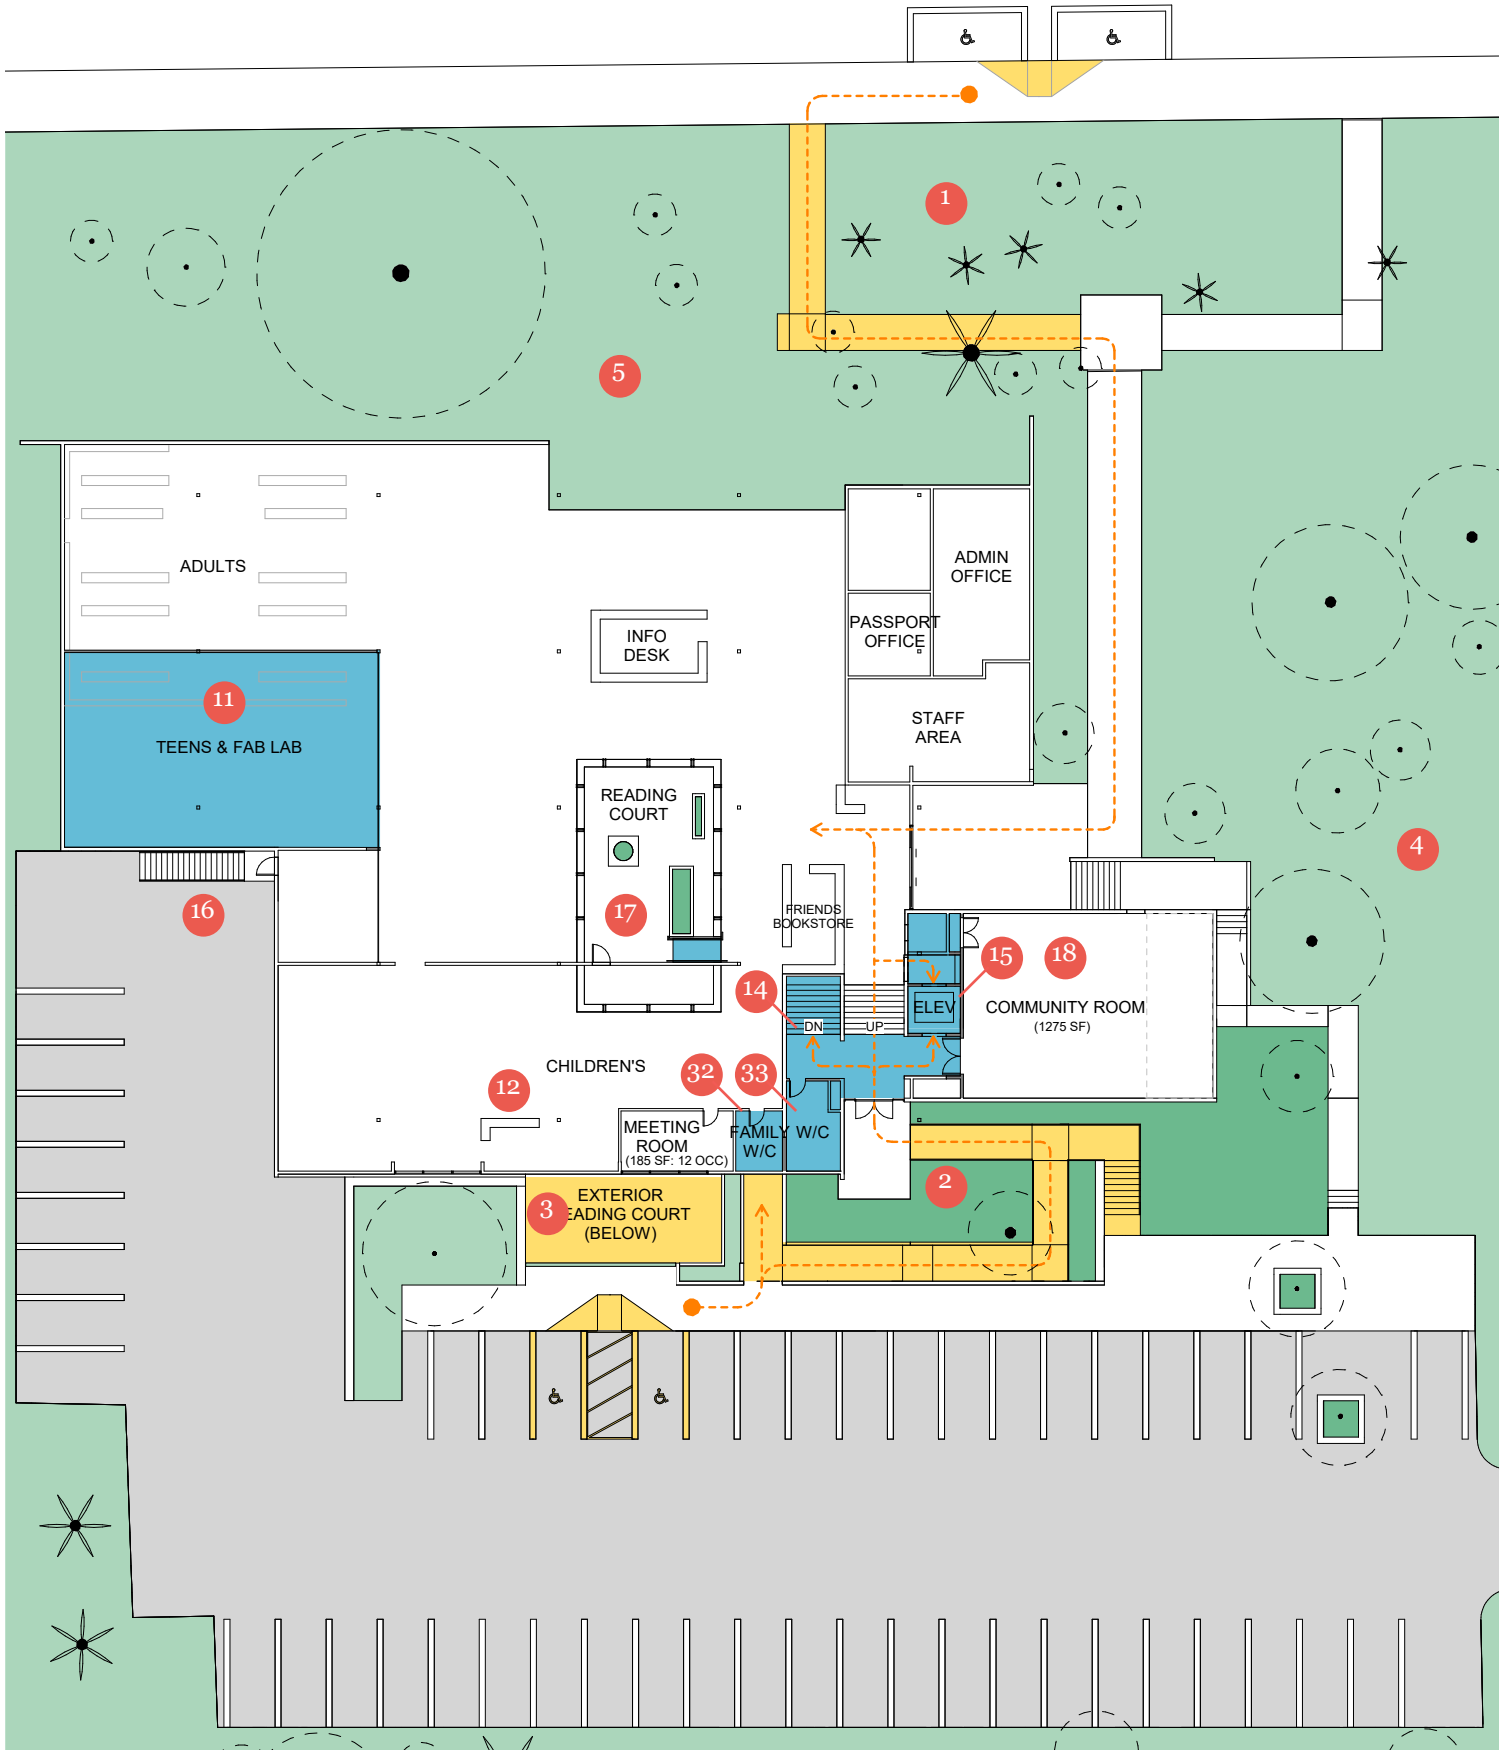 1
5
ADULTS
ADMIN
OFFICE
PASSPORT
OFFICE
INFO
DESK
11
TEENS & FAB LAB
STAFF
AREA
READING
COURT
4
16
17
FRIENDS
BOOKSTORE
15
18
14
ELEV
COMMUNITY ROOM
(1275 SF)
DN
UP
CHILDREN'S
12
32
33
MEETING
ROOM
(185 SF: 12 OCC)
FAMILY
W/C
W/C
3
EXTERIOR
EADING COURT
(BELOW)
2